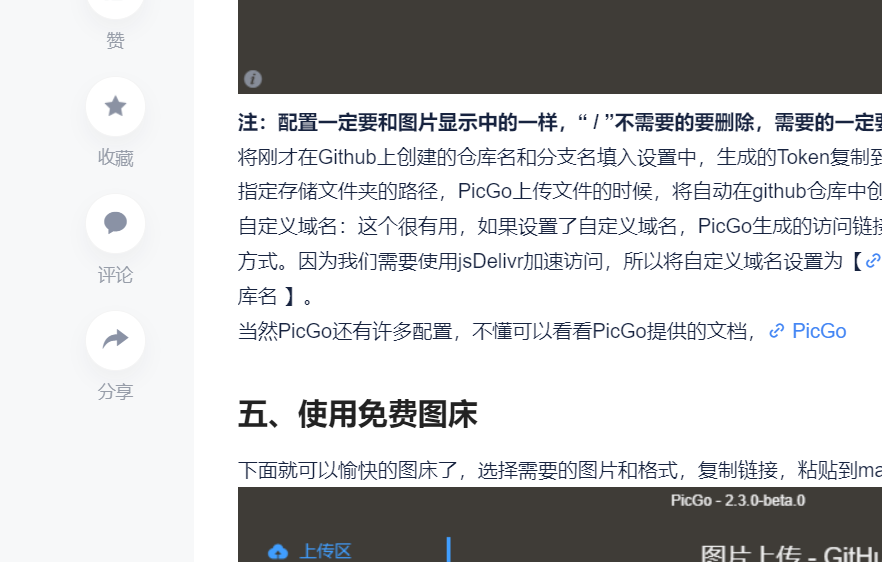 赞
收藏
评论
分享
注：配置一定要和图片显示中的一样，“ / ”不需要的要删除，需要的一定
将刚才在Github上创建的仓库名和分支名填入设置中，生成的Token复制到
指定存储文件夹的路径，PicGo上传文件的时候，将自动在github仓库中创
自定义域名：这个很有用，如果设置了自定义域名，PicGo生成的访问链接
方式。因为我们需要使用jsDelivr加速访问，所以将自定义域名设置为【
库名 】。
当然PicGo还有许多配置，不懂可以看看PicGo提供的文档， PicGo
五、使用免费图床
下面就可以愉快的图床了，选择需要的图片和格式，复制链接，粘贴到ma
PicGo - 2.3.0-beta.0
上传区
图片上传 - GitHu